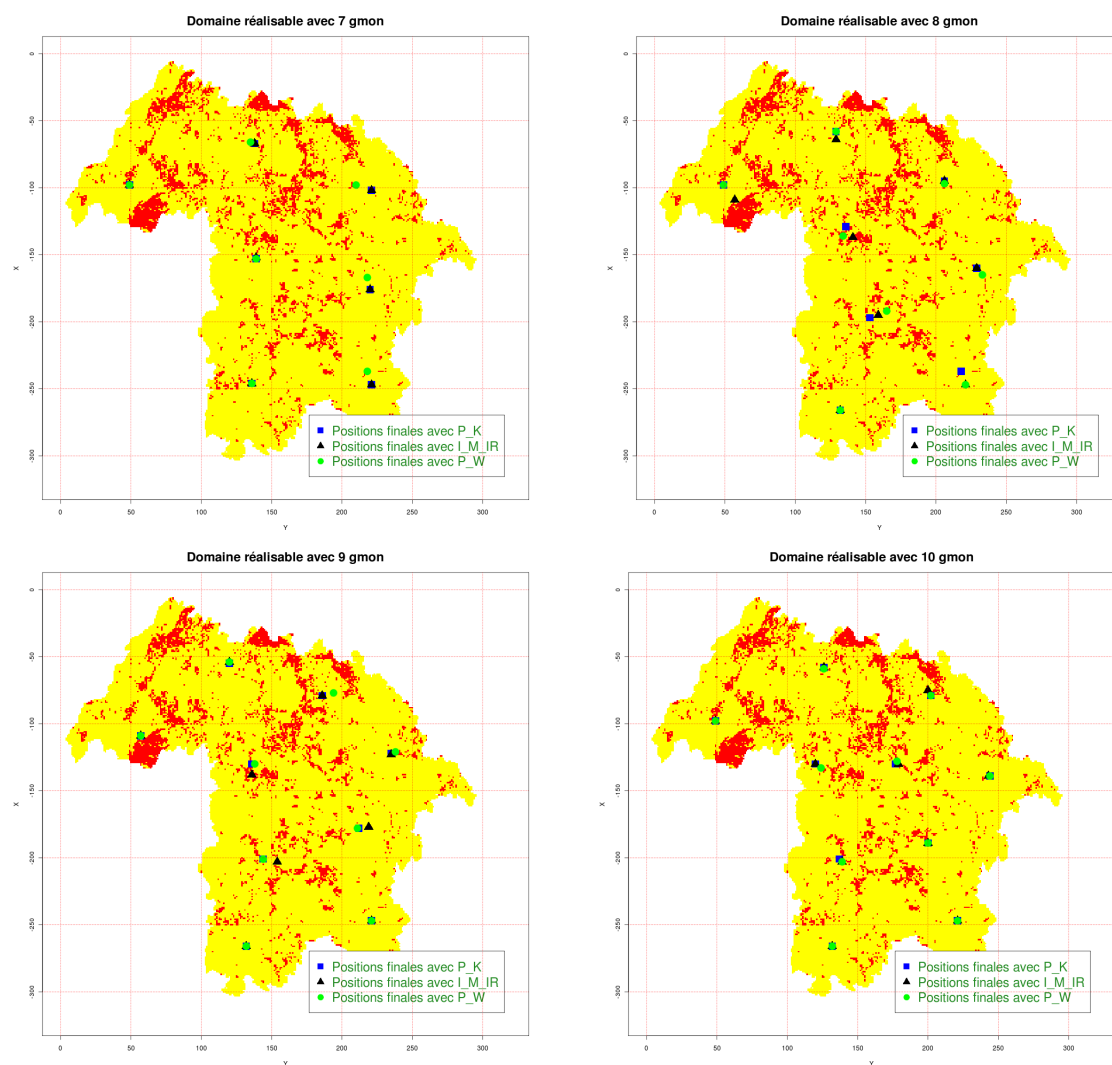 Domaine réalisable avec 7 gmon
0
-50
-100
-150
-200
-250
-300
X
0
50
100
150
200
250
300
Y
Positions finales avec P_K
Positions finales avec I_M_IR
Positions finales avec P_W
Domaine réalisable avec 8 gmon
0
-50
-100
-150
-200
-250
-300
X
0
50
100
150
200
250
300
Y
Positions finales avec P_K
Positions finales avec I_M_IR
Positions finales avec P_W
Domaine réalisable avec 9 gmon
0
-50
-100
-150
-200
-250
-300
X
0
50
100
150
200
250
300
Y
Positions finales avec P_K
Positions finales avec I_M_IR
Positions finales avec P_W
Domaine réalisable avec 10 gmon
0
-50
-100
-150
-200
-250
-300
X
0
50
100
150
200
250
300
Y
Positions finales avec P_K
Positions finales avec I_M_IR
Positions finales avec P_W